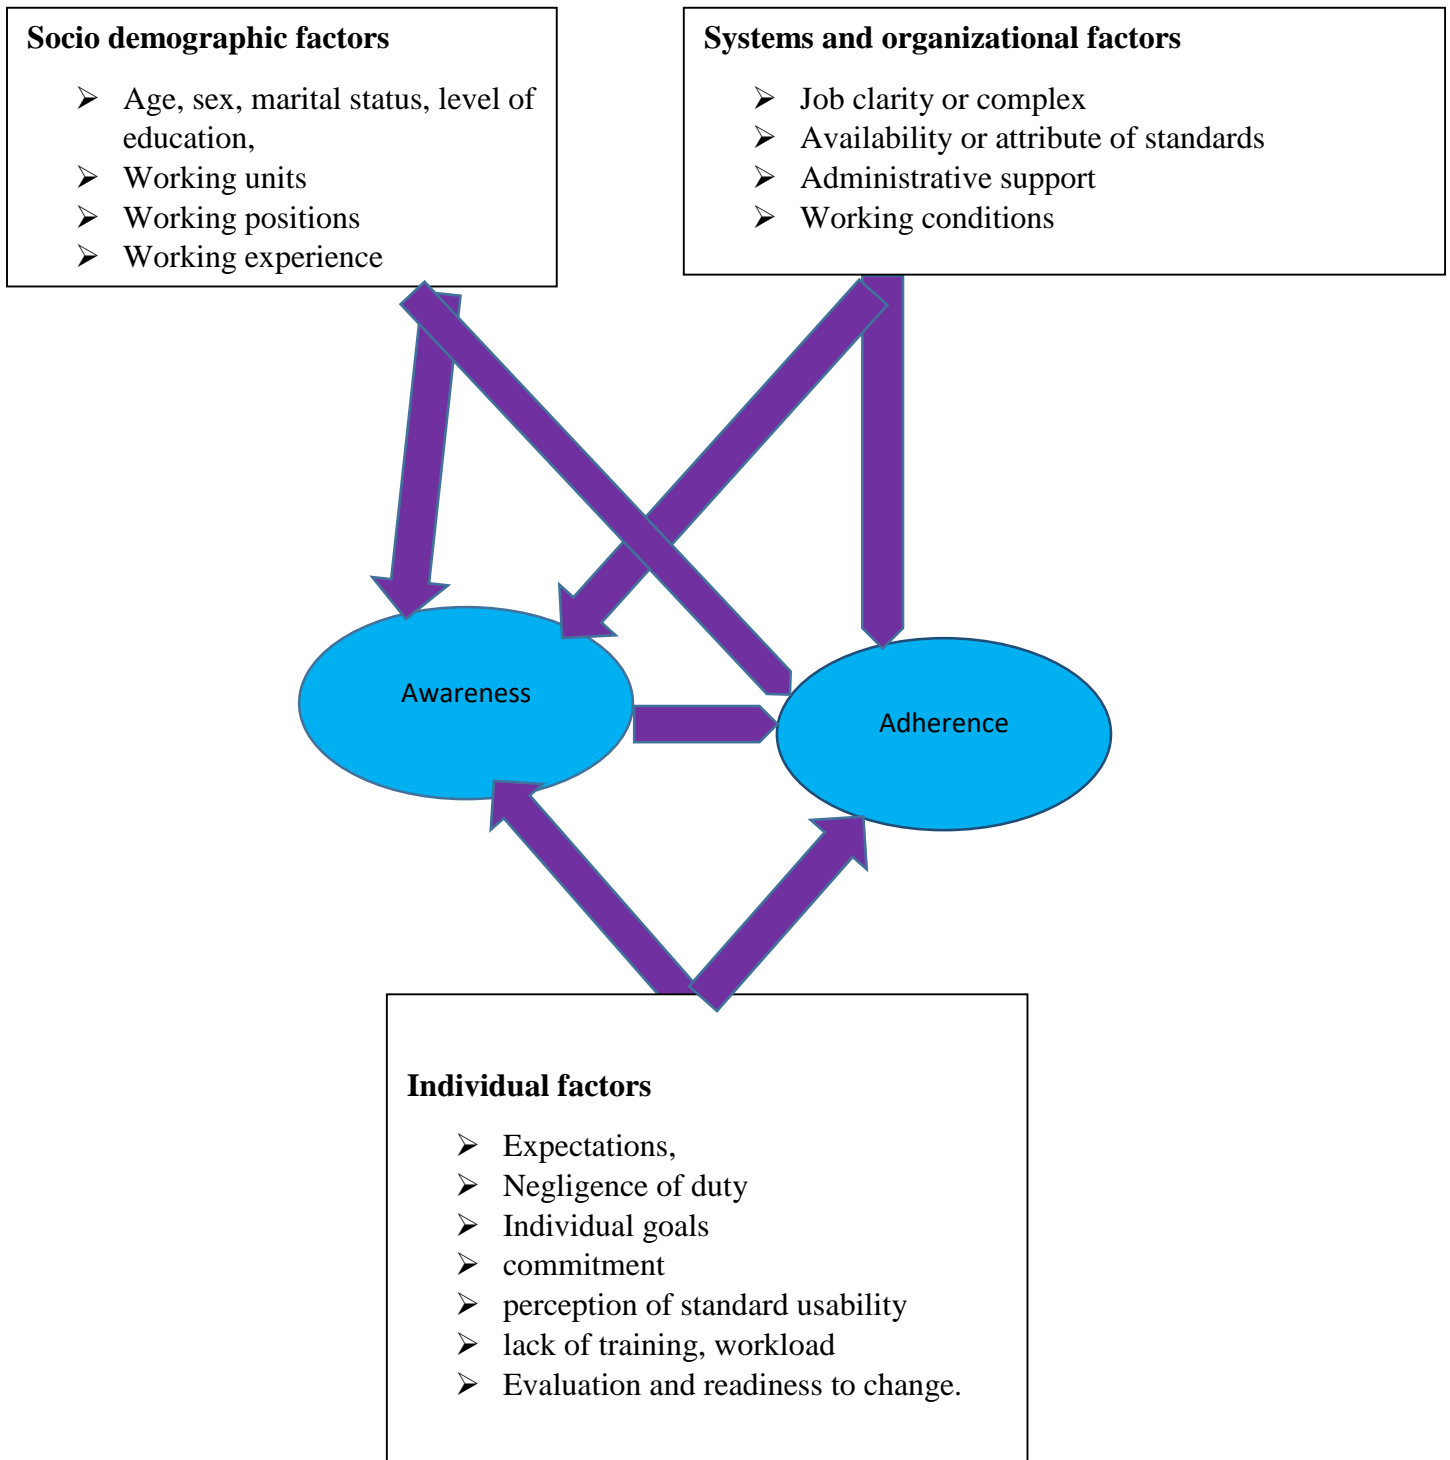 Socio demographic factors
➢ Age, sex, marital status, level of
education,
➢ Working units
➢ Working positions
➢ Working experience
Systems and organizational factors
➢ Job clarity or complex
➢ Availability or attribute of standards
➢ Administrative support
➢ Working conditions
Awareness
Adherence
Individual factors
➢ Expectations,
➢ Negligence of duty
➢ Individual goals
➢ commitment
➢ perception of standard usability
➢ lack of training, workload
➢ Evaluation and readiness to change.